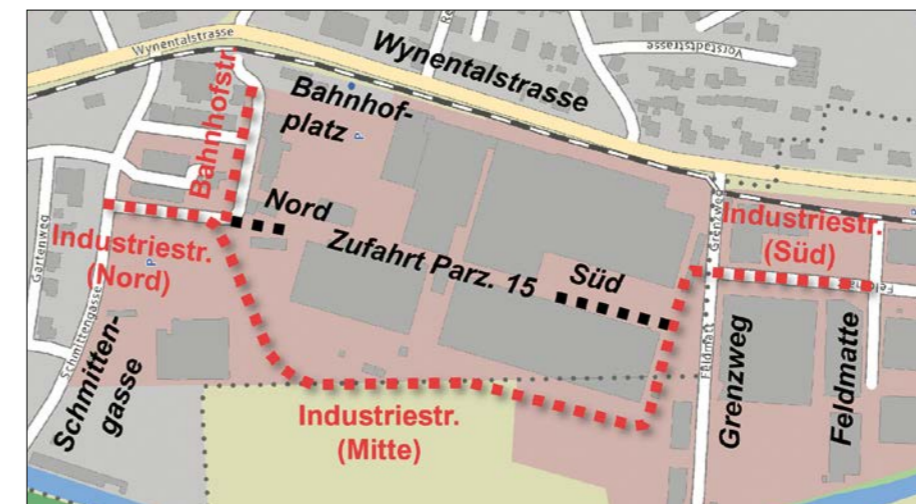 Wynentalstrasse
Wynentalstrasse
Vorstadtstrasse
Bahnhofstr.
Bahnhof-
platz
P
Nord
Zufahrt Parz. 15
Süd
Industriestr.
(Nord)
P
Industriestr.
(Süd)
Grenzweg
Gartenweg
Schmittengasse
Schmitten-
gasse
Industriestr.
(Mitte)
Feldmatt
Grenzweg
Feldmatte